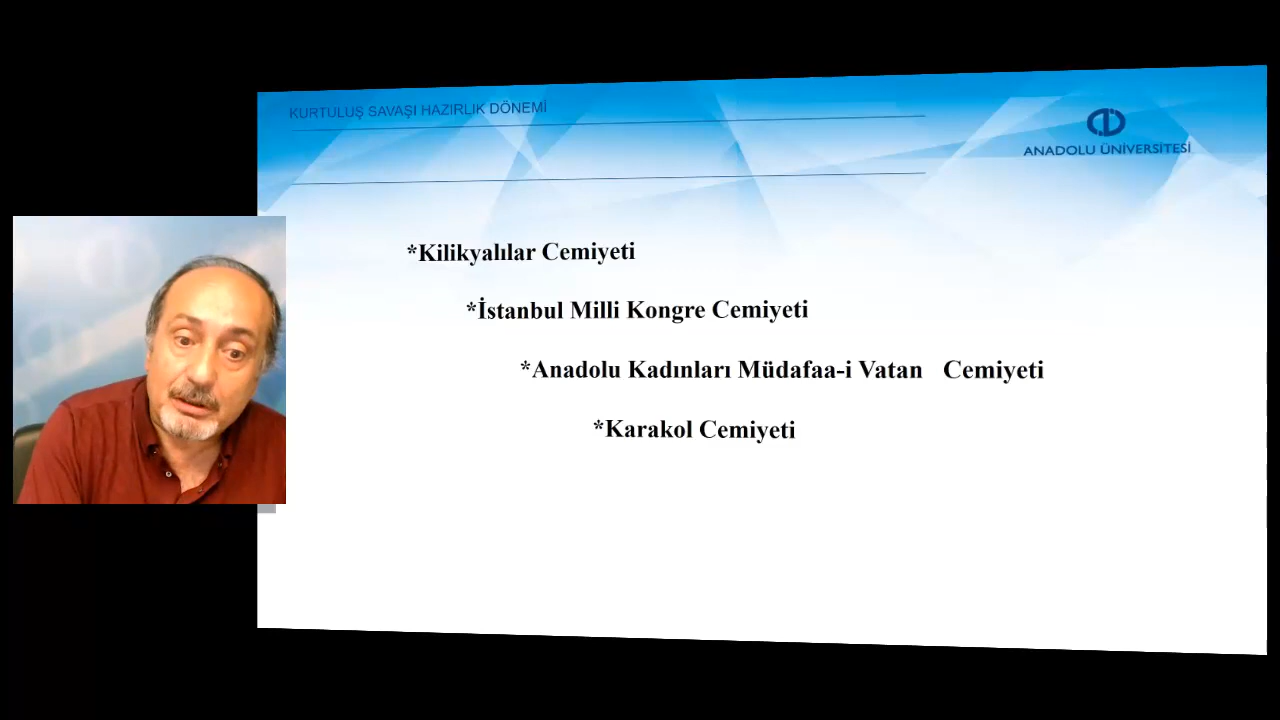 KURTULUŞ SAVAŞI HAZIRLIK DÖNEMİ
ANADOLU ÜNİVERSİTESİ
*Kilikyalılar Cemiyeti
*İstanbul Milli Kongre Cemiyeti
*Anadolu Kadınları Müdafaa-i Vatan Cemiyeti
*Karakol Cemiyeti